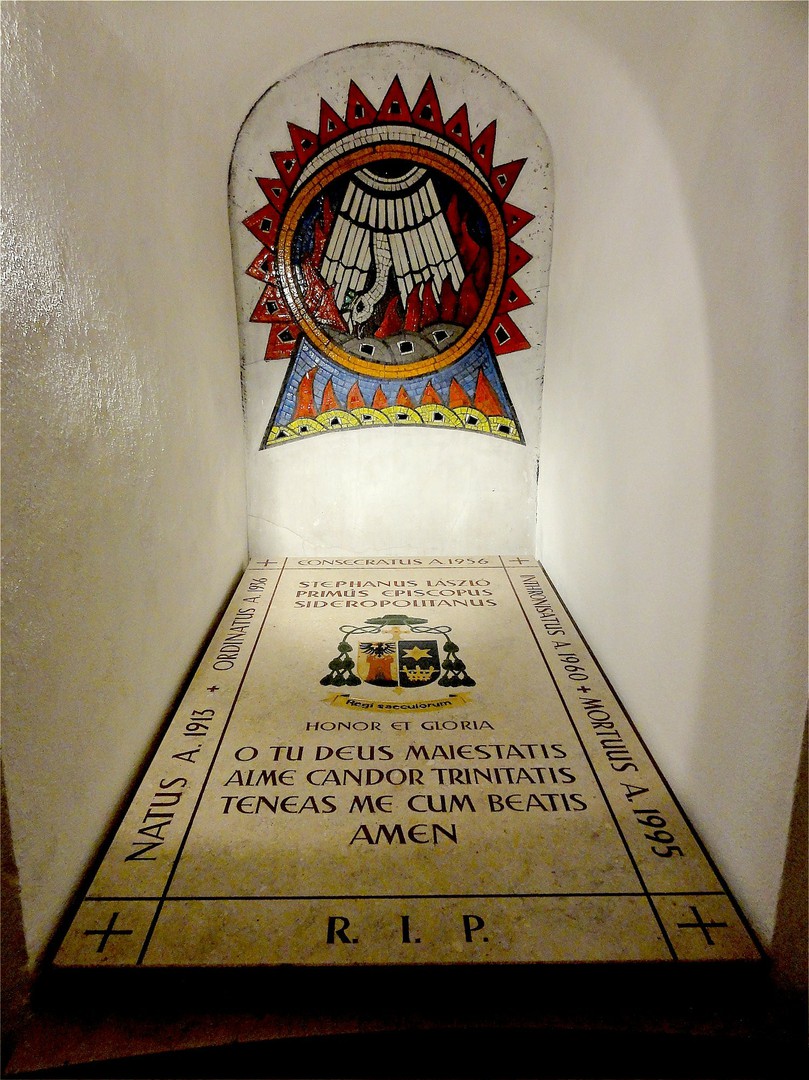 CONSECRATUS A.1956
STEPHANUS LÁSZLÓ
PRIMUS EPISCOPUS
SIDEROPOLITANUS
Regi saeculorum
HONOR ET GLORIA
O TU DEUS MAIESTATIS
ALME CANDOR TRINITATIS
TENEAS ME CUM BEATIS
AMEN
NATUS A. 1913 + ORDINATUS A. 1936
INTHRONISATUS A. 1960 + MORTUUS A. 1995
R. I. P.